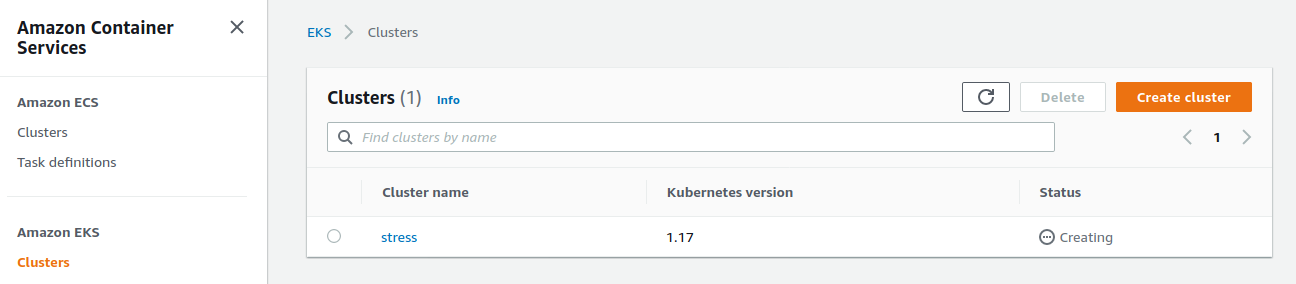 Amazon Container
Services
Amazon ECS
Clusters
Task definitions
Amazon EKS
Clusters
EKS Clusters
Clusters (1) Info
Delete Create cluster
Find clusters by name
1
Cluster name Kubernetes version Status
stress 1.17 Creating